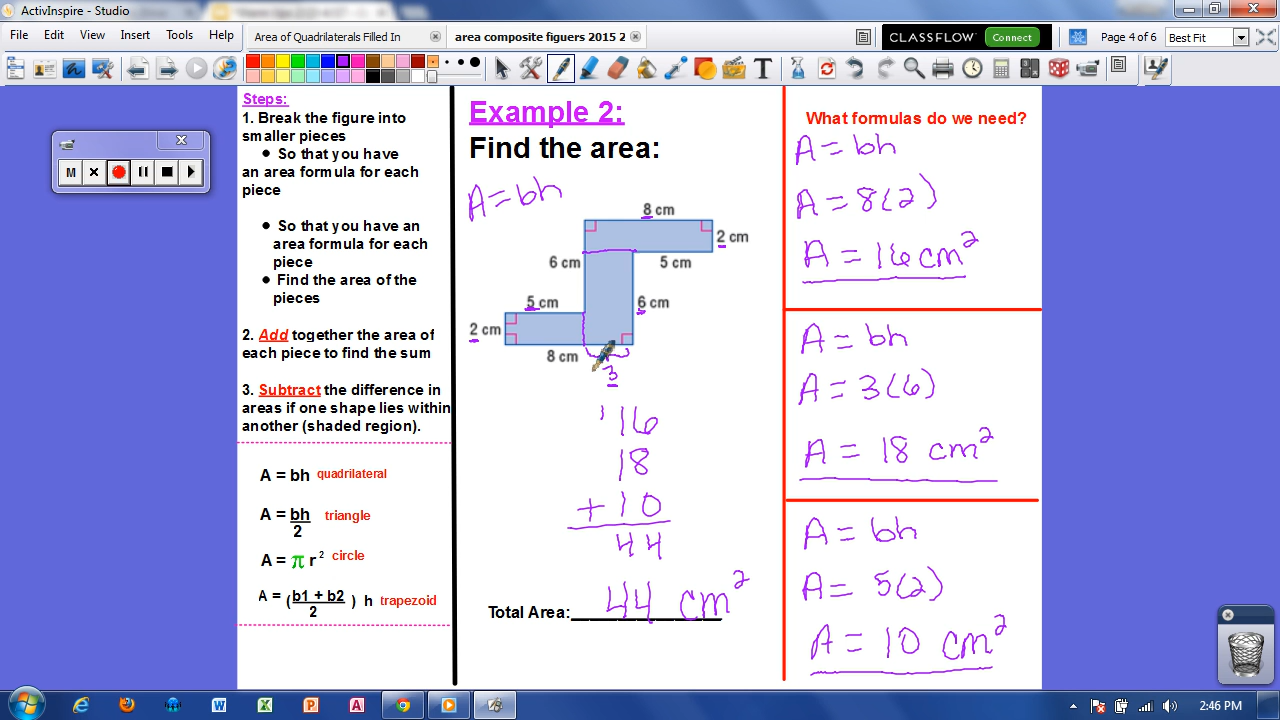 ActivInspire - Studio
File Edit View Insert Tools Help
Area of Quadrilaterals Filled In
area composite figuers 2015 2
CLASSFLOW Connect
Page 4 of 6
Best Fit
M
Steps:
1. Break the figure into
smaller pieces
● So that you have
an area formula for each
piece
● So that you have an
area formula for each
piece
● Find the area of the
pieces
2. Add together the area of
each piece to find the sum
3. Subtract the difference in
areas if one shape lies within
another (shaded region).
A = bh quadrilateral
A = bh/2 triangle
A = π r² circle
A = (b1 + b2 / 2) h trapezoid
Example 2:
Find the area:
A = bh
8 cm
2 cm
6 cm
5 cm
5 cm
6 cm
2 cm
8 cm
3
1
16
18
+ 10
44
Total Area: 44 cm²
What formulas do we need?
A = bh
A = 8(2)
A = 16 cm²
A = bh
A = 3(6)
A = 18 cm²
A = bh
A = 5(2)
A = 10 cm²
2:46 PM